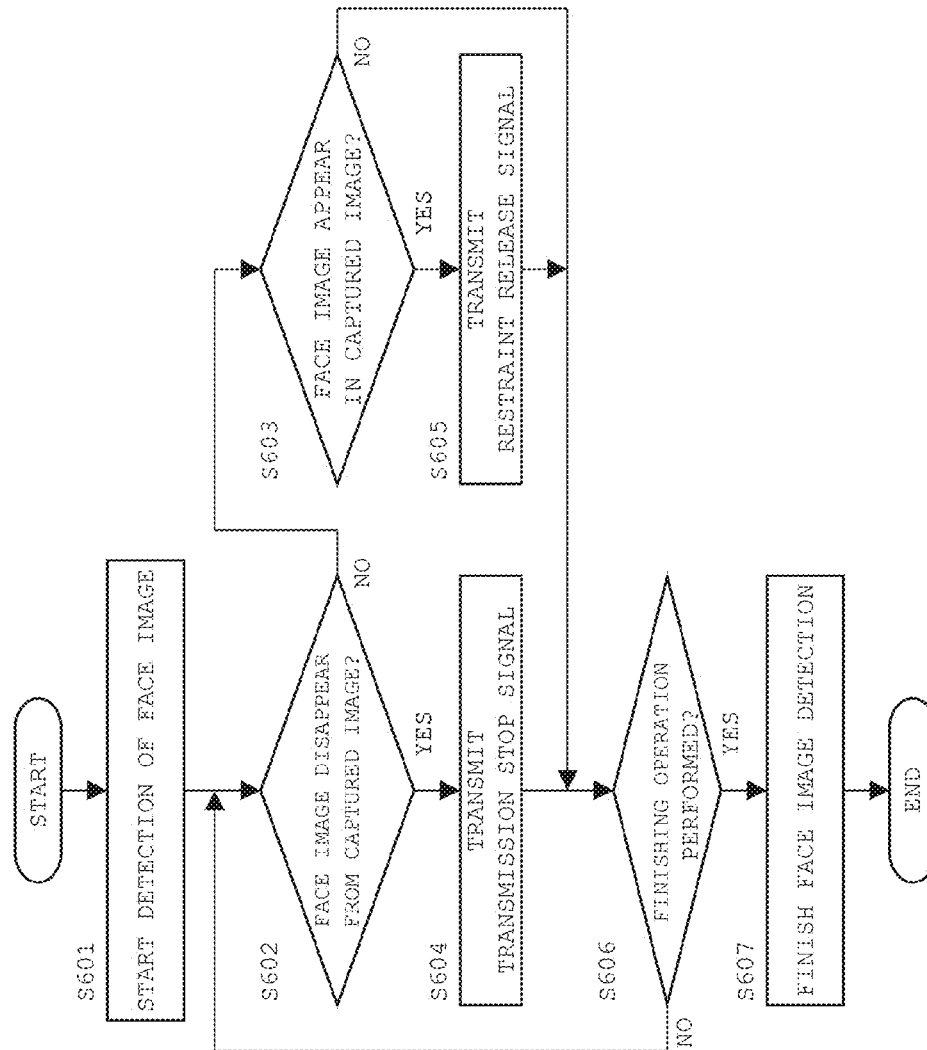 START
S601
START DETECTION OF FACE IMAGE
S602
FACE IMAGE DISAPPEAR
FROM CAPTURED IMAGE?
NO
YES
S603
FACE IMAGE APPEAR
IN CAPTURED IMAGE?
NO
YES
S604
TRANSMIT
TRANSMISSION STOP SIGNAL
S605
TRANSMIT
RESTRAINT RELEASE SIGNAL
S606
FINISHING OPERATION
PERFORMED?
NO
YES
S607
FINISH FACE IMAGE DETECTION
END